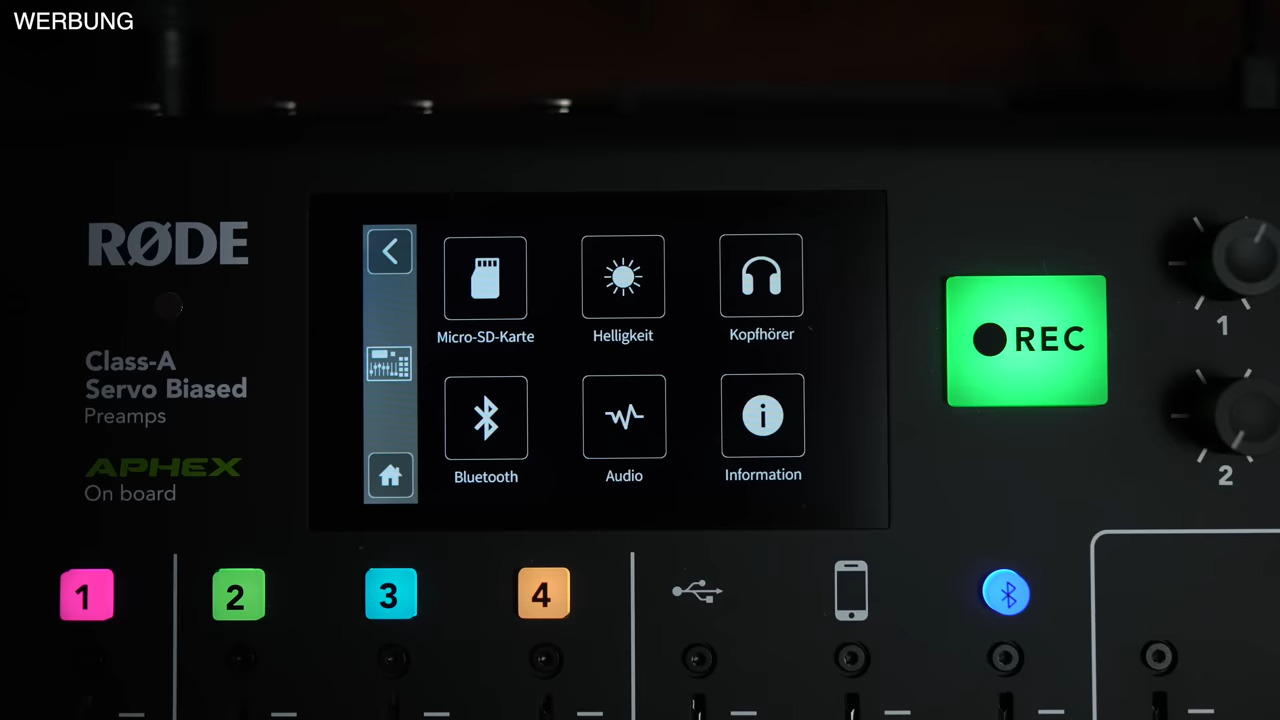 WERBUNG
RØDE
Class-A
Servo Biased
Preamps
APHEX
On board
Micro-SD-Karte
Helligkeit
Kopfhörer
Bluetooth
Audio
Information
REC
1
2
1
2
3
4